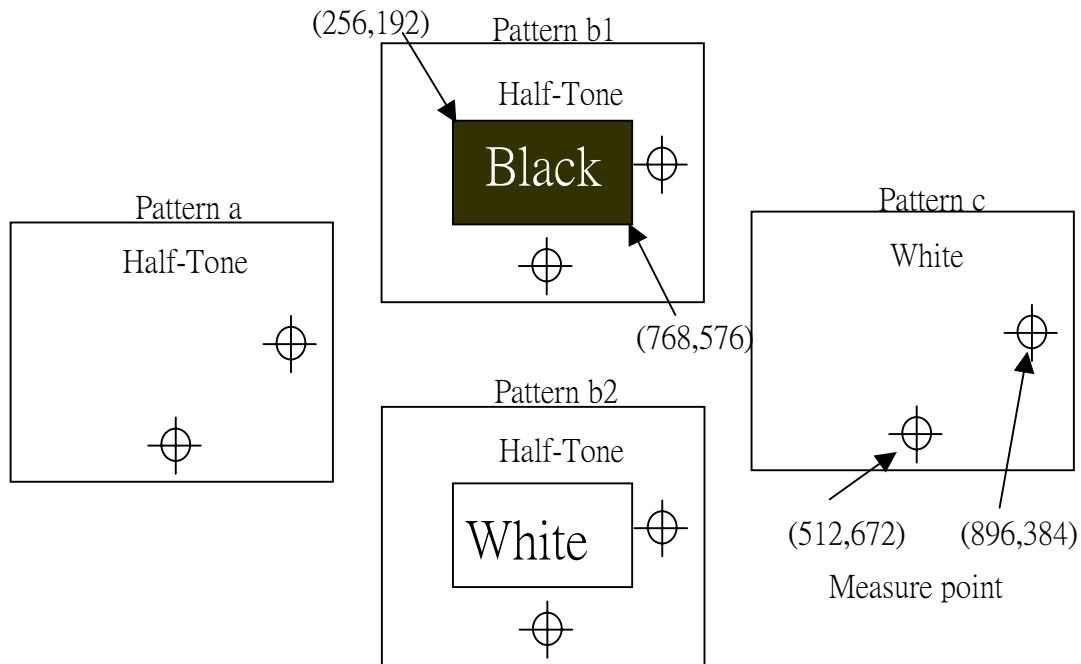 (256,192)
Pattern b1
Half-Tone
Black
(768,576)
Pattern a
Half-Tone
Pattern c
White
(512,672)
(896,384)
Measure point
Pattern b2
Half-Tone
White